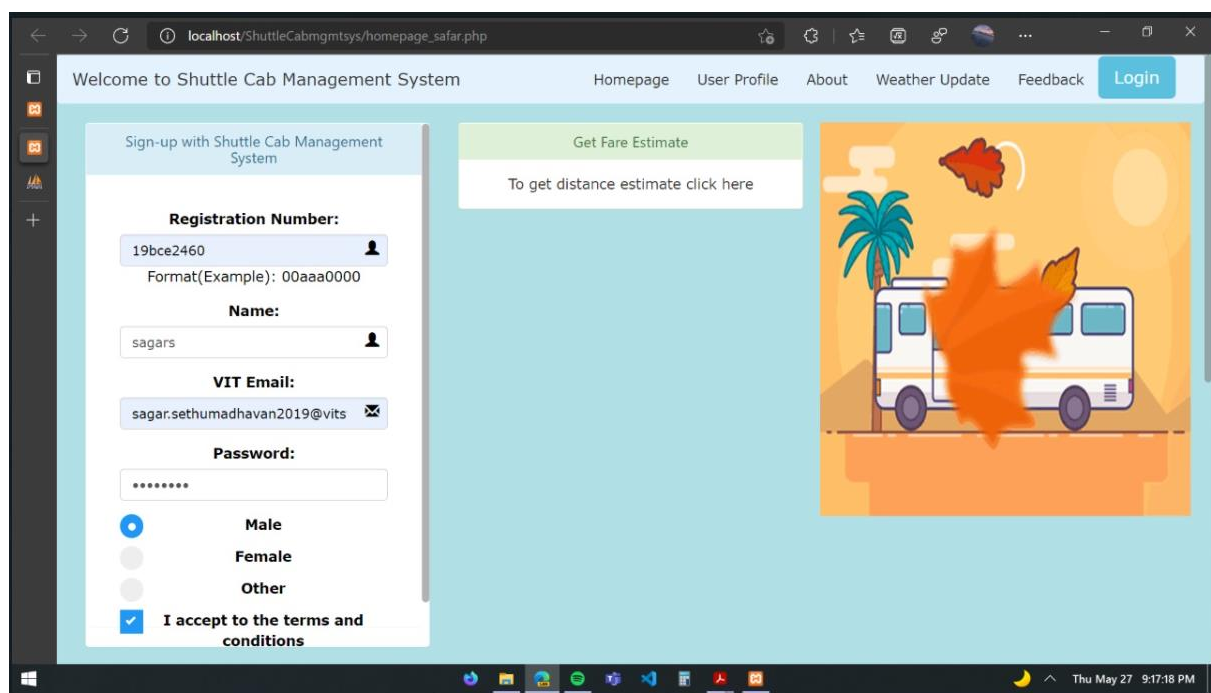 localhost/ShuttleCabmgmtsys/homepage_safar.php
Welcome to Shuttle Cab Management System
Homepage User Profile About Weather Update Feedback Login
Sign-up with Shuttle Cab Management
System
Registration Number:
19bce2460
Format(Example): 00aaa0000
Name:
sagars
VIT Email:
sagar.sethumadhavan2019@vits
Password:
••••••••
Male
Female
Other
I accept to the terms and
conditions
Get Fare Estimate
To get distance estimate click here
Thu May 27 9:17:18 PM